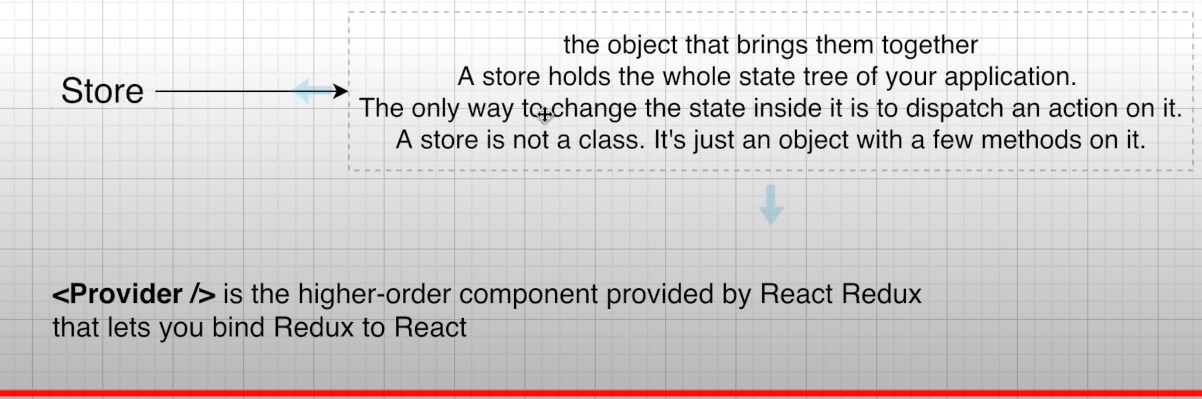 the object that brings them together
Store
A store holds the whole state tree of your application.
The only way to change the state inside it is to dispatch an action on it.
A store is not a class. It's just an object with a few methods on it.
<Provider /> is the higher-order component provided by React Redux
that lets you bind Redux to React